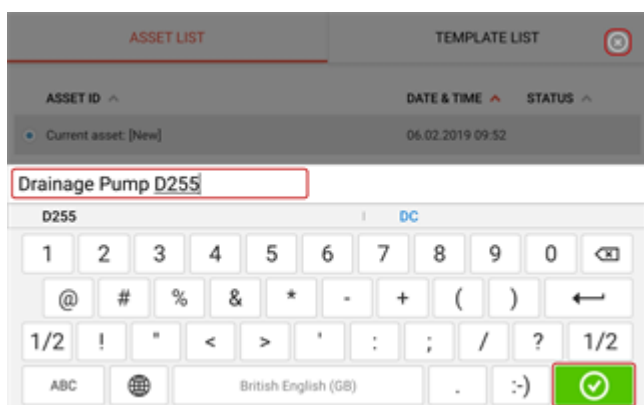 ASSET LIST TEMPLATE LIST
ASSET ID DATE & TIME STATUS
Current asset: [New] 06.02.2019 09:52
Drainage Pump D255
D255 DC
1 2 3 4 5 6 7 8 9 0
@ # % & * - + ( )
1/2 ! " < > ' : ; / ? 1/2
ABC British English (GB) . :-)